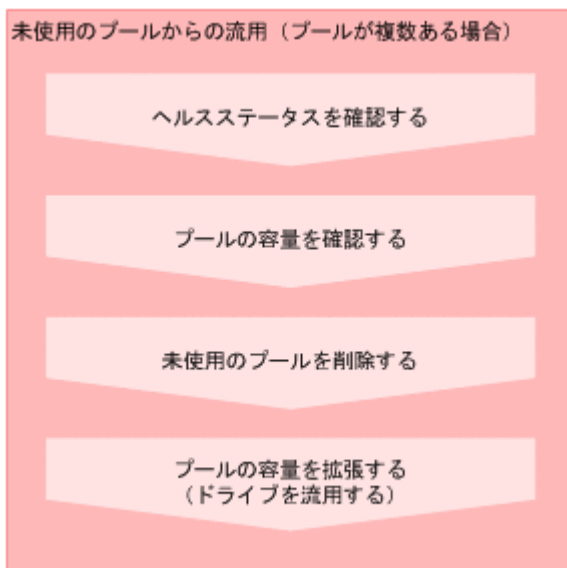 未使用のプールからの流用（プールが複数ある場合）
ヘルスステータスを確認する
プールの容量を確認する
未使用のプールを削除する
プールの容量を拡張する
（ドライブを流用する）